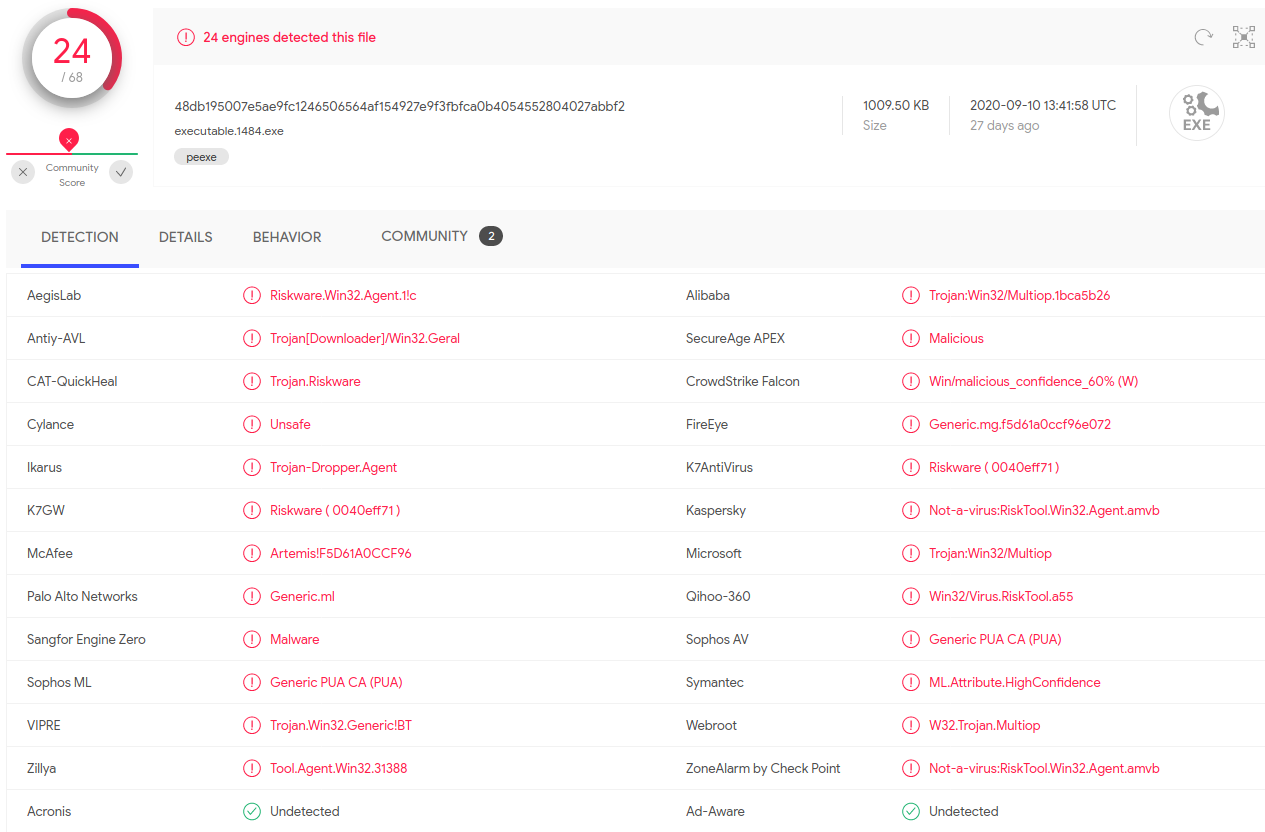 24
/ 68
24 engines detected this file
48db195007e5ae9fc1246506564af154927e9f3fbfca0b4054552804027abbf2
executable.1484.exe
peexe
1009.50 KB
Size
2020-09-10 13:41:58 UTC
27 days ago
EXE
Community
Score
DETECTION DETAILS BEHAVIOR COMMUNITY 2
AegisLab Riskware.Win32.Agent.1!c Alibaba Trojan:Win32/Multiop.1bca5b26
Antiy-AVL Trojan[Downloader]/Win32.Geral SecureAge APEX Malicious
CAT-QuickHeal Trojan.Riskware CrowdStrike Falcon Win/malicious_confidence_60% (W)
Cylance Unsafe FireEye Generic.mg.f5d61a0ccf96e072
Ikarus Trojan-Dropper.Agent K7AntiVirus Riskware ( 0040eff71 )
K7GW Riskware ( 0040eff71 ) Kaspersky Not-a-virus:RiskTool.Win32.Agent.amvb
McAfee Artemis!F5D61A0CCF96 Microsoft Trojan:Win32/Multiop
Palo Alto Networks Generic.ml Qihoo-360 Win32/Virus.RiskTool.a55
Sangfor Engine Zero Malware Sophos AV Generic PUA CA (PUA)
Sophos ML Generic PUA CA (PUA) Symantec ML.Attribute.HighConfidence
VIPRE Trojan.Win32.Generic!BT Webroot W32.Trojan.Multiop
Zillya Tool.Agent.Win32.31388 ZoneAlarm by Check Point Not-a-virus:RiskTool.Win32.Agent.amvb
Acronis Undetected Ad-Aware Undetected